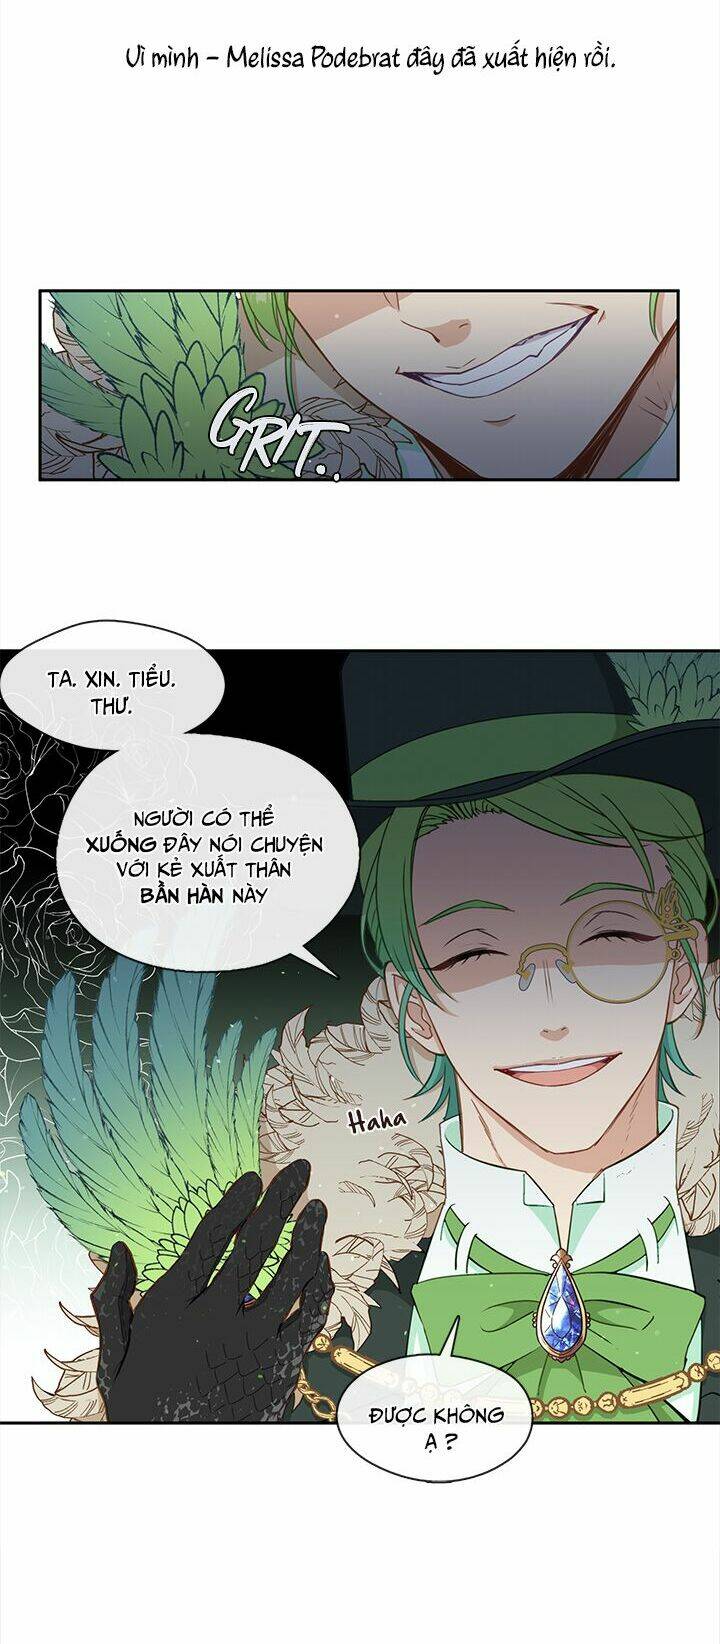 Vì mình – Melissa Podebrat đây đã xuất hiện rồi.
GRIT..
TA. XIN. TIỂU.
THƯ.
NGƯỜI CÓ THỂ
XUỐNG ĐÂY NÓI CHUYỆN
VỚI KẺ XUẤT THÂN
BẦN HÀN NÀY
Haha
ĐƯỢC KHÔNG
Ạ ?